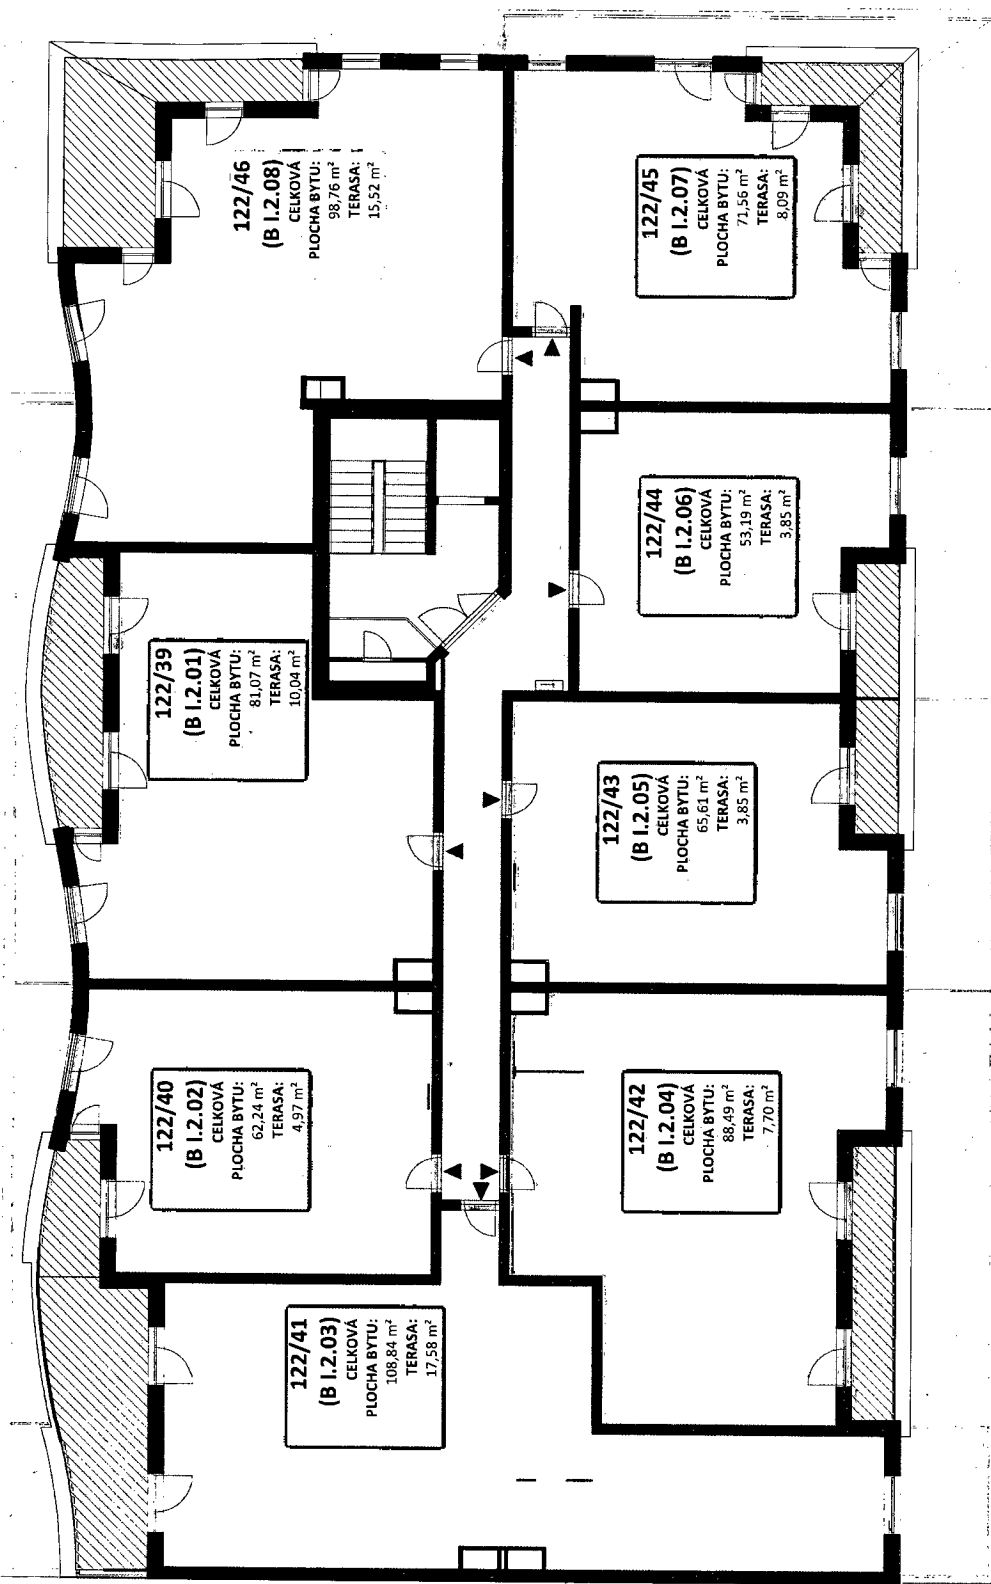 122/46
(B I.2.08)
CELKOVÁ
PLOCHA BYTU:
98,76 m²
TERASA:
15,52 m²
122/45
(B I.2.07)
CELKOVÁ
PLOCHA BYTU:
71,56 m²
TERASA:
8,09 m²
122/44
(B I.2.06)
CELKOVÁ
PLOCHA BYTU:
53,19 m²
TERASA:
3,85 m²
122/39
(B I.2.01)
CELKOVÁ
PLOCHA BYTU:
81,07 m²
TERASA:
10,04 m²
122/43
(B I.2.05)
CELKOVÁ
PLOCHA BYTU:
65,61 m²
TERASA:
3,85 m²
122/40
(B I.2.02)
CELKOVÁ
PLOCHA BYTU:
62,24 m²
TERASA:
4,97 m²
122/42
(B I.2.04)
CELKOVÁ
PLOCHA BYTU:
88,49 m²
TERASA:
7,70 m²
122/41
(B I.2.03)
CELKOVÁ
PLOCHA BYTU:
108,84 m²
TERASA:
17,58 m²